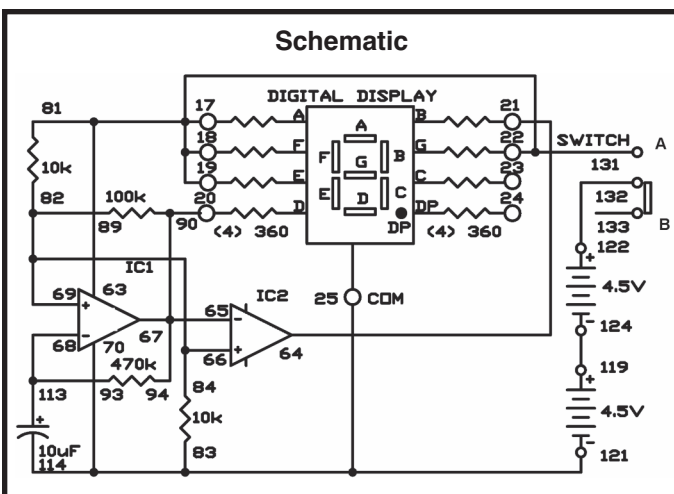 Schematic
DIGITAL DISPLAY
81
17
A
B
21
A
18
F
G
22
SWITCH
A
10k
F
B
131
19
G
E
C
23
82
100k
E
C
132
20
D
D
DP
24
133
B
89
90
(4) 360
DP
(4) 360
122
IC1
+
69
+
63
IC2
25
COM
4.5V
65
-
67
-
68
-
70
66
+
64
124
470k
119
84
+
113
93
94
+
10k
4.5V
10uF
83
-
114
121